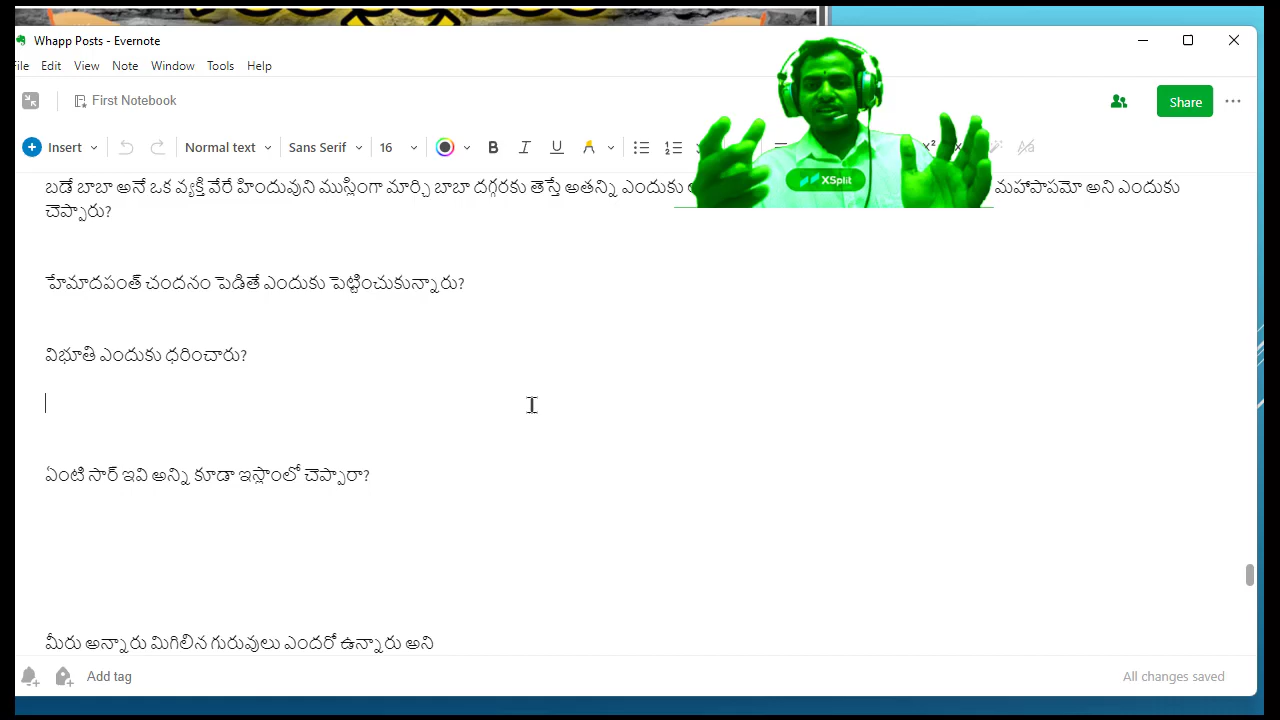 Whapp Posts - Evernote
File Edit View Note Window Tools Help
First Notebook
Share
Insert Normal text Sans Serif 16 B I U
XSplit
బడే బాబా అనే ఒక వ్యక్తి వేరే హిందువుని ముస్లింగా మార్చి బాబా దగ్గరకు తెస్తే అతన్ని ఎందుకు మహాపాపమో అని ఎందుకు
చెప్పారు?
హేమాదపంత్ చందనం పెడితే ఎందుకు పెట్టించుకున్నారు?
విభూతి ఎందుకు ధరించారు?
ఏంటి సార్ ఇవి అన్ని కూడా ఇస్లాంలో చెప్పారా?
మీరు అన్నారు మిగిలిన గురువులు ఎందరో ఉన్నారు అని
Add tag
All changes saved